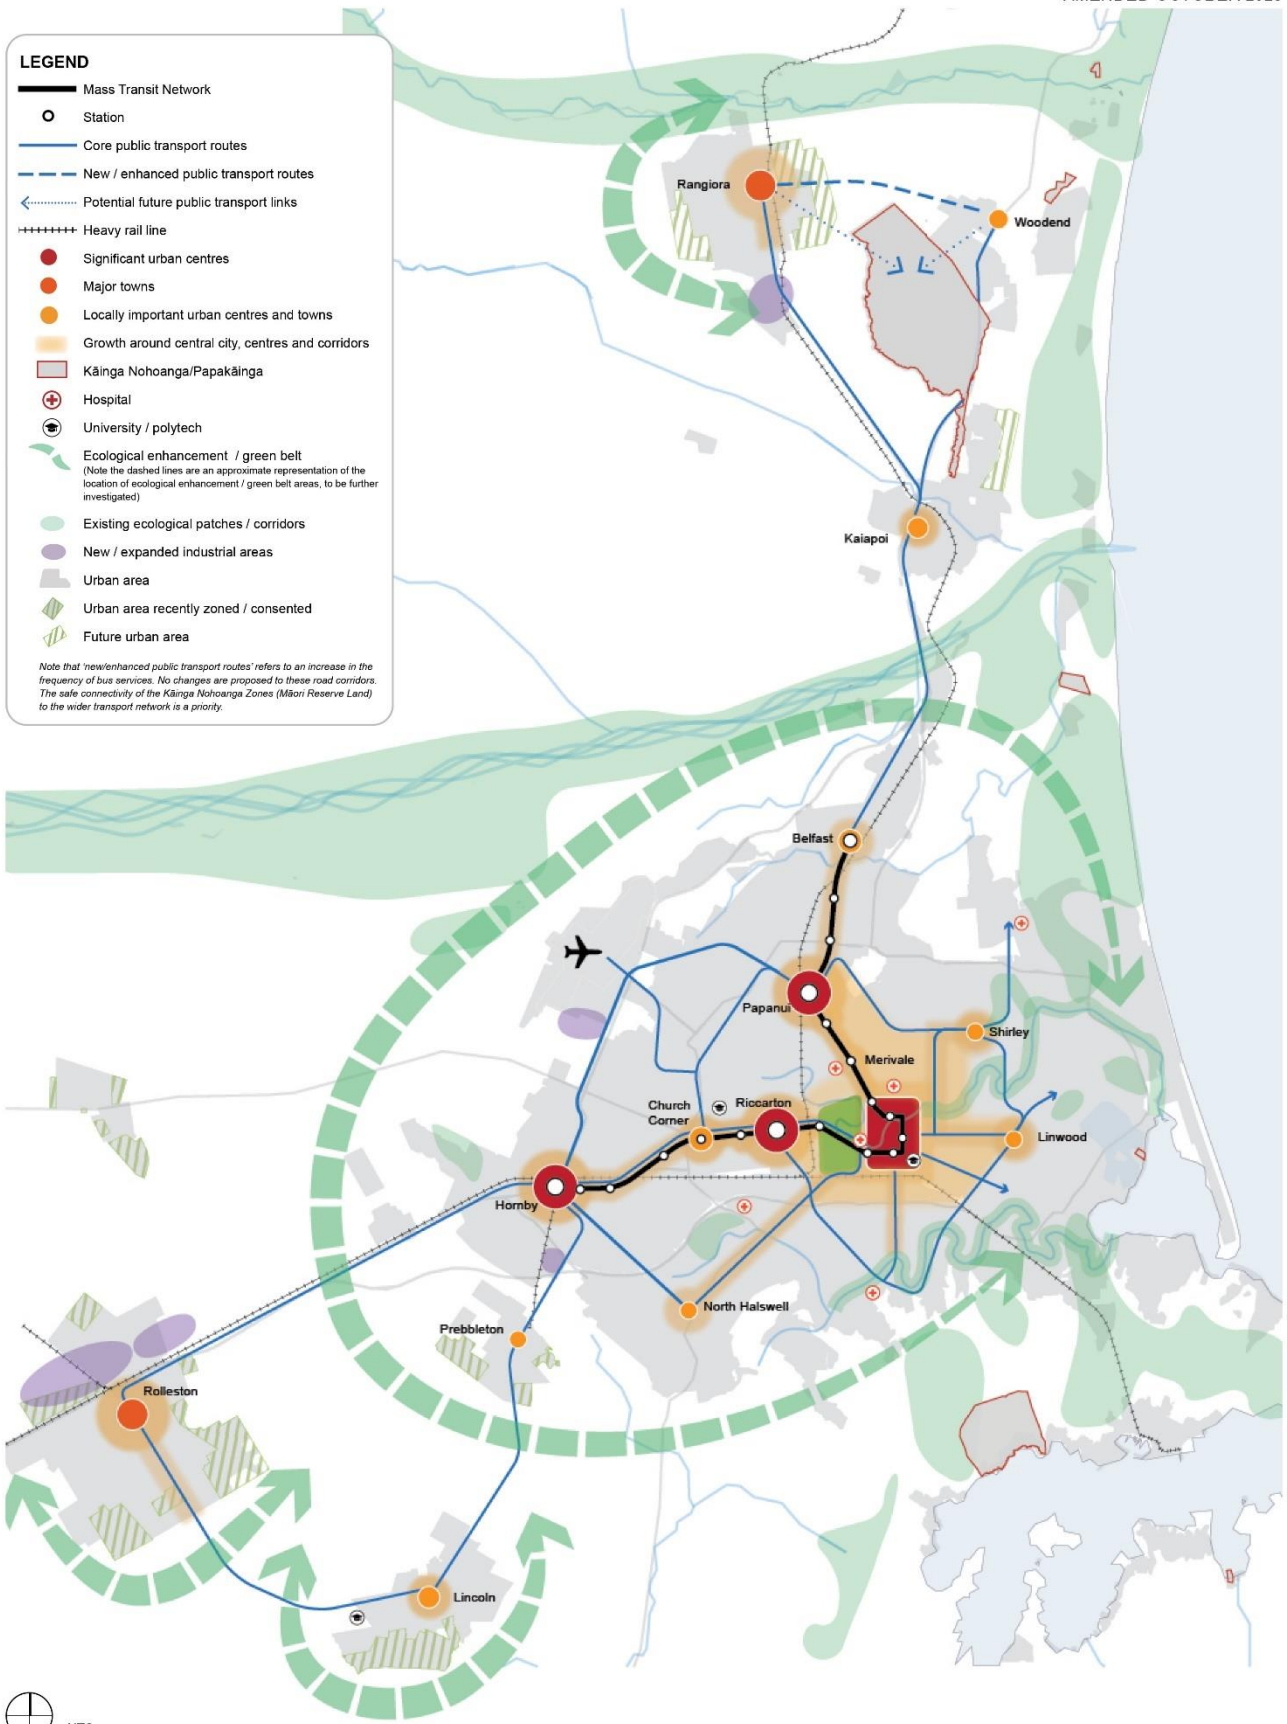 LEGEND
Mass Transit Network
Station
Core public transport routes
New / enhanced public transport routes
Potential future public transport links
Heavy rail line
Significant urban centres
Major towns
Locally important urban centres and towns
Growth around central city, centres and corridors
Kāinga Nohoanga/Papakāinga
Hospital
University / polytech
Ecological enhancement / green belt
(Note the dashed lines are an approximate representation of the
location of ecological enhancement / green belt areas, to be further
investigated)
Existing ecological patches / corridors
New / expanded industrial areas
Urban area
Urban area recently zoned / consented
Future urban area
Note that 'new/enhanced public transport routes' refers to an increase in the
frequency of bus services. No changes are proposed to these road corridors.
The safe connectivity of the Kāinga Nohoanga Zones (Māori Reserve Land)
to the wider transport network is a priority.
Rangiora
Woodend
Kaiapoi
Belfast
Papanui
Shirley
Merivale
Church
Corner
Riccarton
Linwood
Hornby
North Halswell
Prebbleton
Rolleston
Lincoln